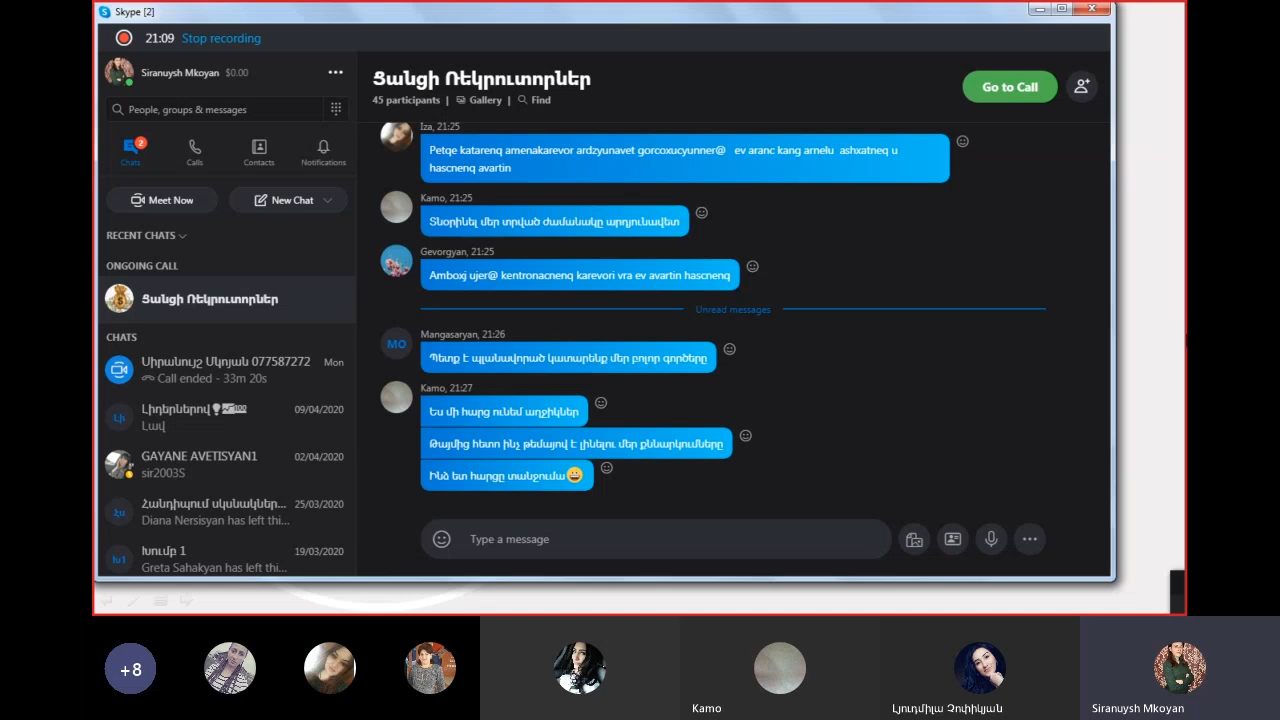 Skype [2]
21:09 Stop recording
Siranuysh Mkoyan $0.00
People, groups & messages
2
Chats Calls Contacts Notifications
Meet Now New Chat
RECENT CHATS
ONGOING CALL
Ցանցի Ռեկրուտորներ
CHATS
Սիրանույշ Մկոյան 077587272 Mon
Call ended - 33m 20s
Լի
Լիդերներով 💡📈💯 09/04/2020
Լավ
GAYANE AVETISYAN1 02/04/2020
sir2003S
Հս
Հանդիպում սկսնակներ... 25/03/2020
Diana Nersisyan has left thi...
Խ1
Խումբ 1 19/03/2020
Greta Sahakyan has left thi...
Ցանցի Ռեկրուտորներ
45 participants | Gallery | Find
Go to Call
Iza, 21:25
Petqe katarenq amenakarevor ardzyunavet gorcoxucyunner@ ev aranc kang arnelu ashxatneq u
hascnenq avartin
Kamo, 21:25
Տնօրինել մեր տրված ժամանակը արդյունավետ
Gevorgyan, 21:25
Amboxj ujer@ kentronacnenq karevori vra ev avartin hascnenq
Unread messages
MO
Mangasaryan, 21:26
Պետք է պլանավորած կատարենք մեր բոլոր գործերը
Kamo, 21:27
Ես մի հարց ունեմ աղջիկներ
Թայմից հետո ինչ թեմայով է լինելու մեր քննարկումները
Ինձ ետ հարցը տանջումա😀
Type a message
+8
Kamo
Լյուդմիլա Չոփիկյան
Siranuysh Mkoyan